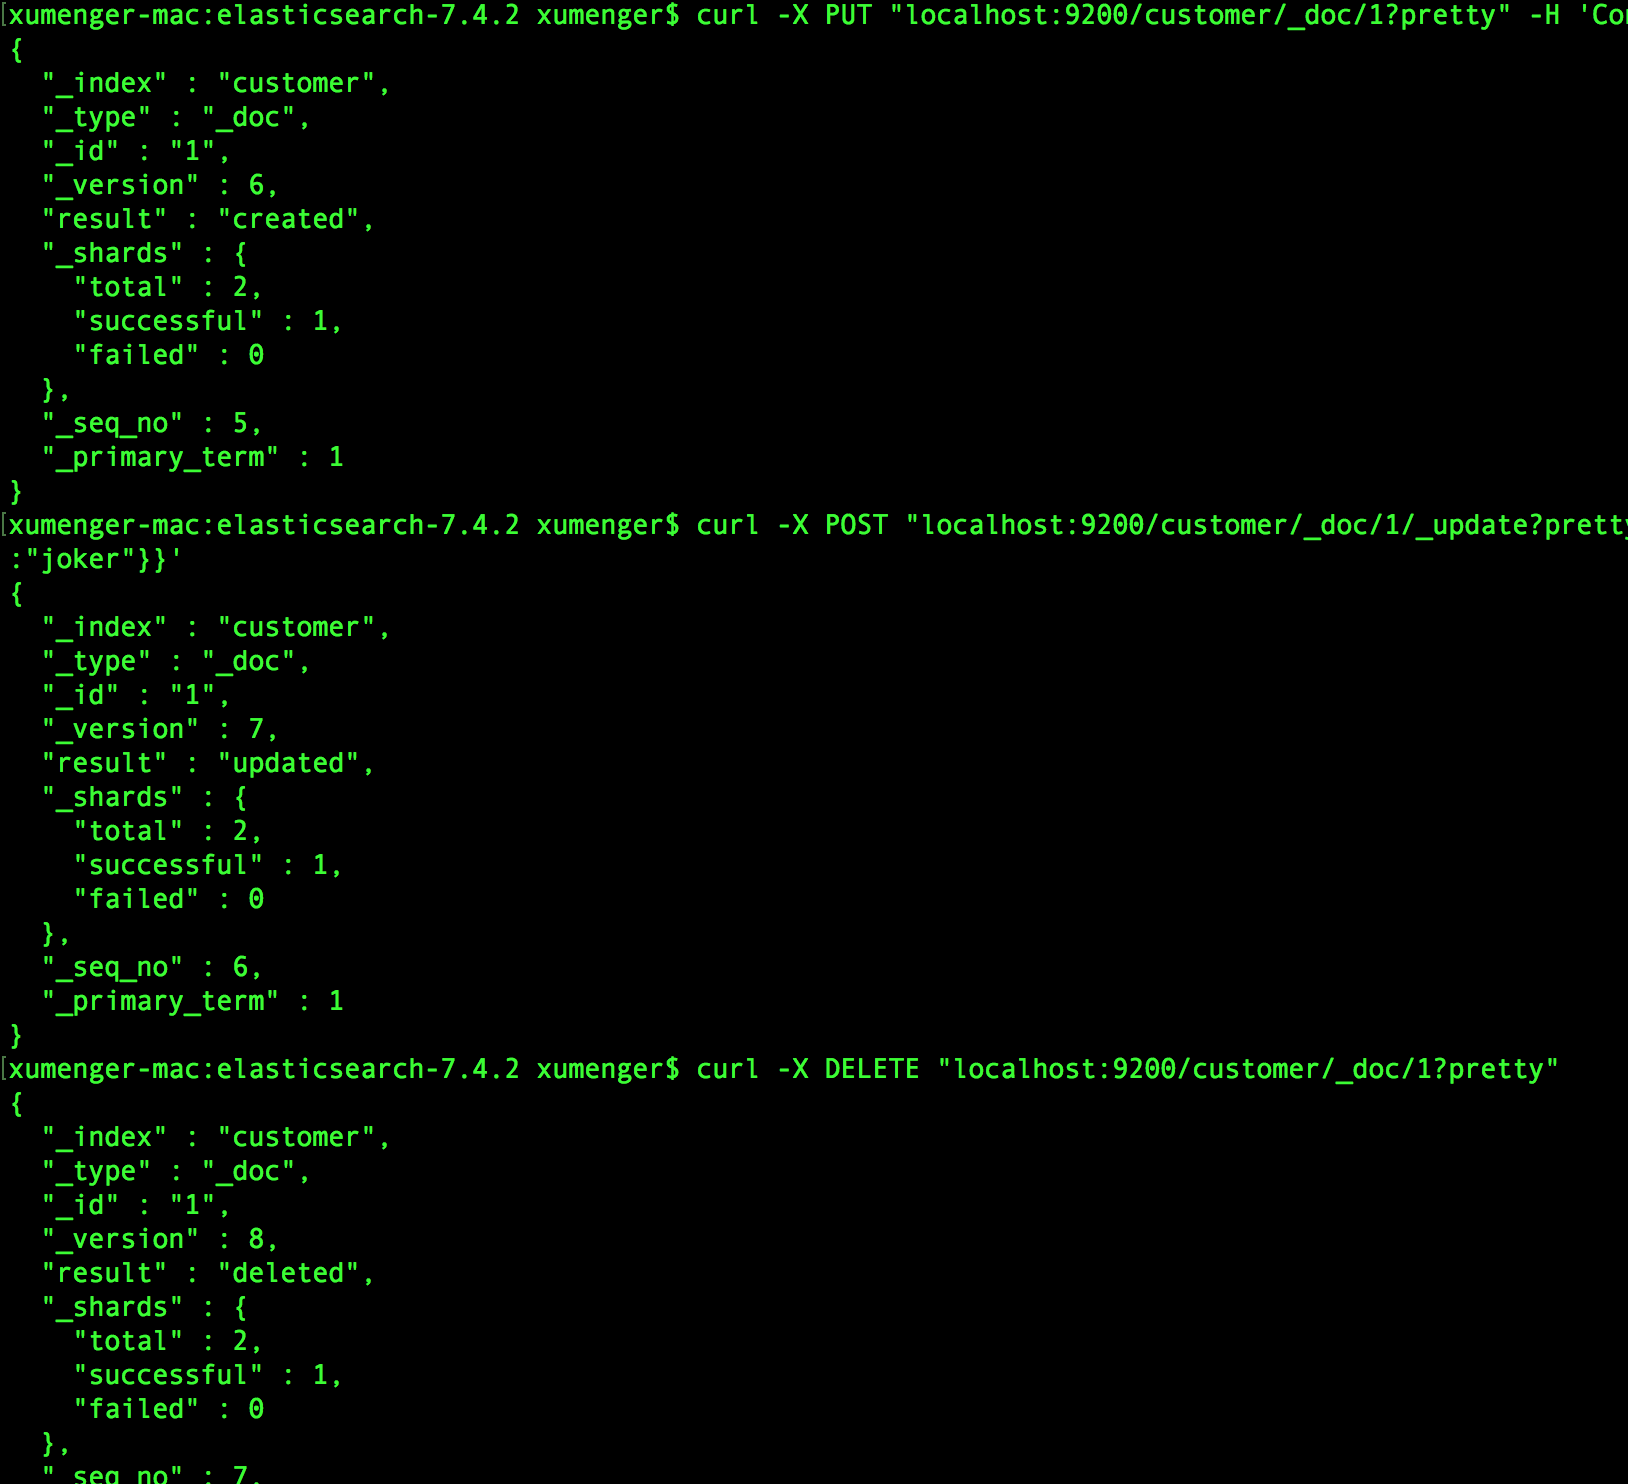 xumenger-mac:elasticsearch-7.4.2 xumenger$ curl -X PUT "localhost:9200/customer/_doc/1?pretty" -H 'Co
{
  "_index" : "customer",
  "_type" : "_doc",
  "_id" : "1",
  "_version" : 6,
  "result" : "created",
  "_shards" : {
    "total" : 2,
    "successful" : 1,
    "failed" : 0
  },
  "_seq_no" : 5,
  "_primary_term" : 1
}
xumenger-mac:elasticsearch-7.4.2 xumenger$ curl -X POST "localhost:9200/customer/_doc/1/_update?pretty
:"joker"}}'
{
  "_index" : "customer",
  "_type" : "_doc",
  "_id" : "1",
  "_version" : 7,
  "result" : "updated",
  "_shards" : {
    "total" : 2,
    "successful" : 1,
    "failed" : 0
  },
  "_seq_no" : 6,
  "_primary_term" : 1
}
xumenger-mac:elasticsearch-7.4.2 xumenger$ curl -X DELETE "localhost:9200/customer/_doc/1?pretty"
{
  "_index" : "customer",
  "_type" : "_doc",
  "_id" : "1",
  "_version" : 8,
  "result" : "deleted",
  "_shards" : {
    "total" : 2,
    "successful" : 1,
    "failed" : 0
  },
  "_seq_no" : 7,